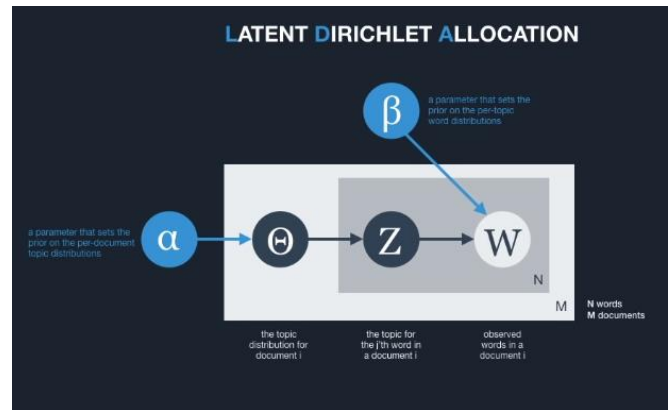 LATENT DIRICHLET ALLOCATION
β
a parameter that sets the
prior on the per-topic
word distributions
a parameter that sets the
prior on the per-document
topic distributions
α
Θ
Z
W
N
M
N words
M documents
the topic
distribution for
document i
the topic for
the j'th word in
a document i
observed
words in a
document i